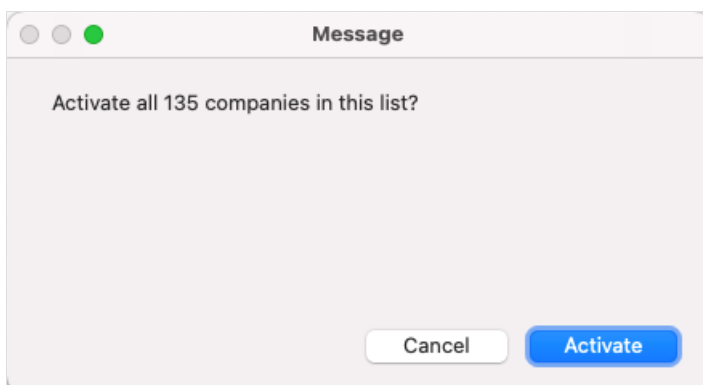 Message
Activate all 135 companies in this list?
Cancel
Activate